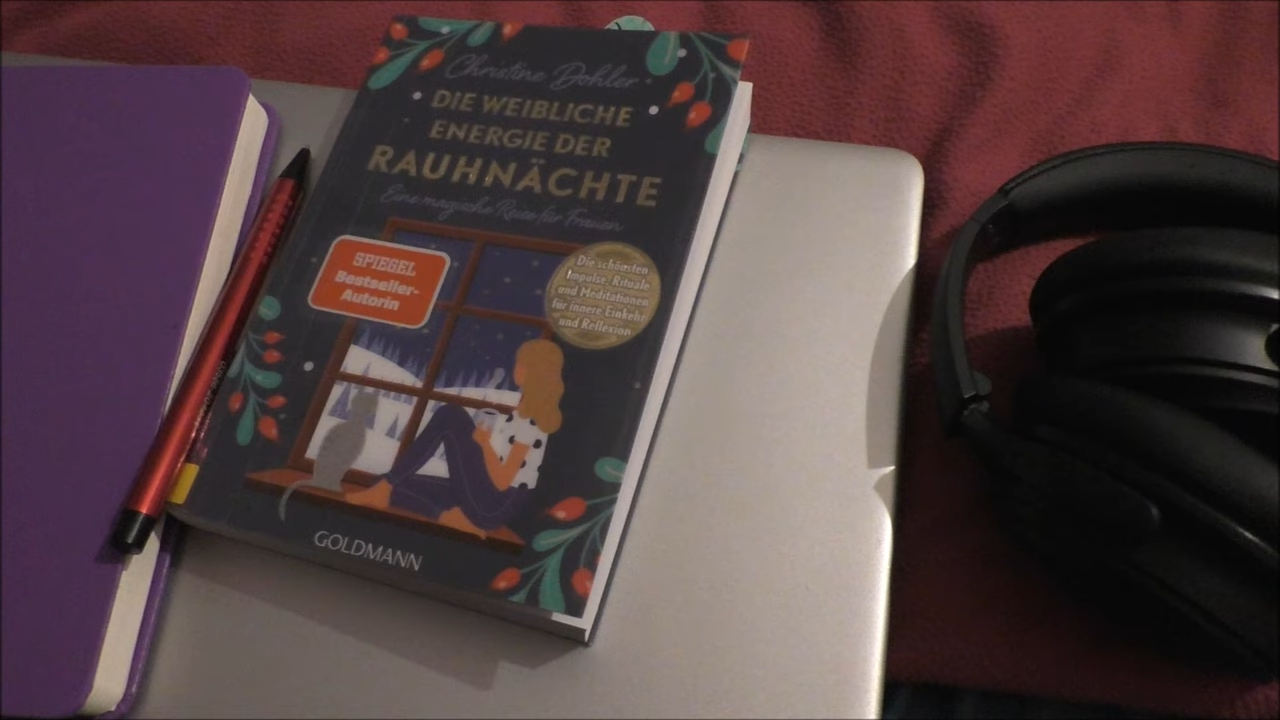 Christine Dohler
DIE WEIBLICHE
ENERGIE DER
RAUHNÄCHTE
Eine magische Reise für Frauen
SPIEGEL
Bestseller-
Autorin
Die schönsten
Impulse, Rituale
und Meditationen
für innere Einkehr
und Reflexion
GOLDMANN